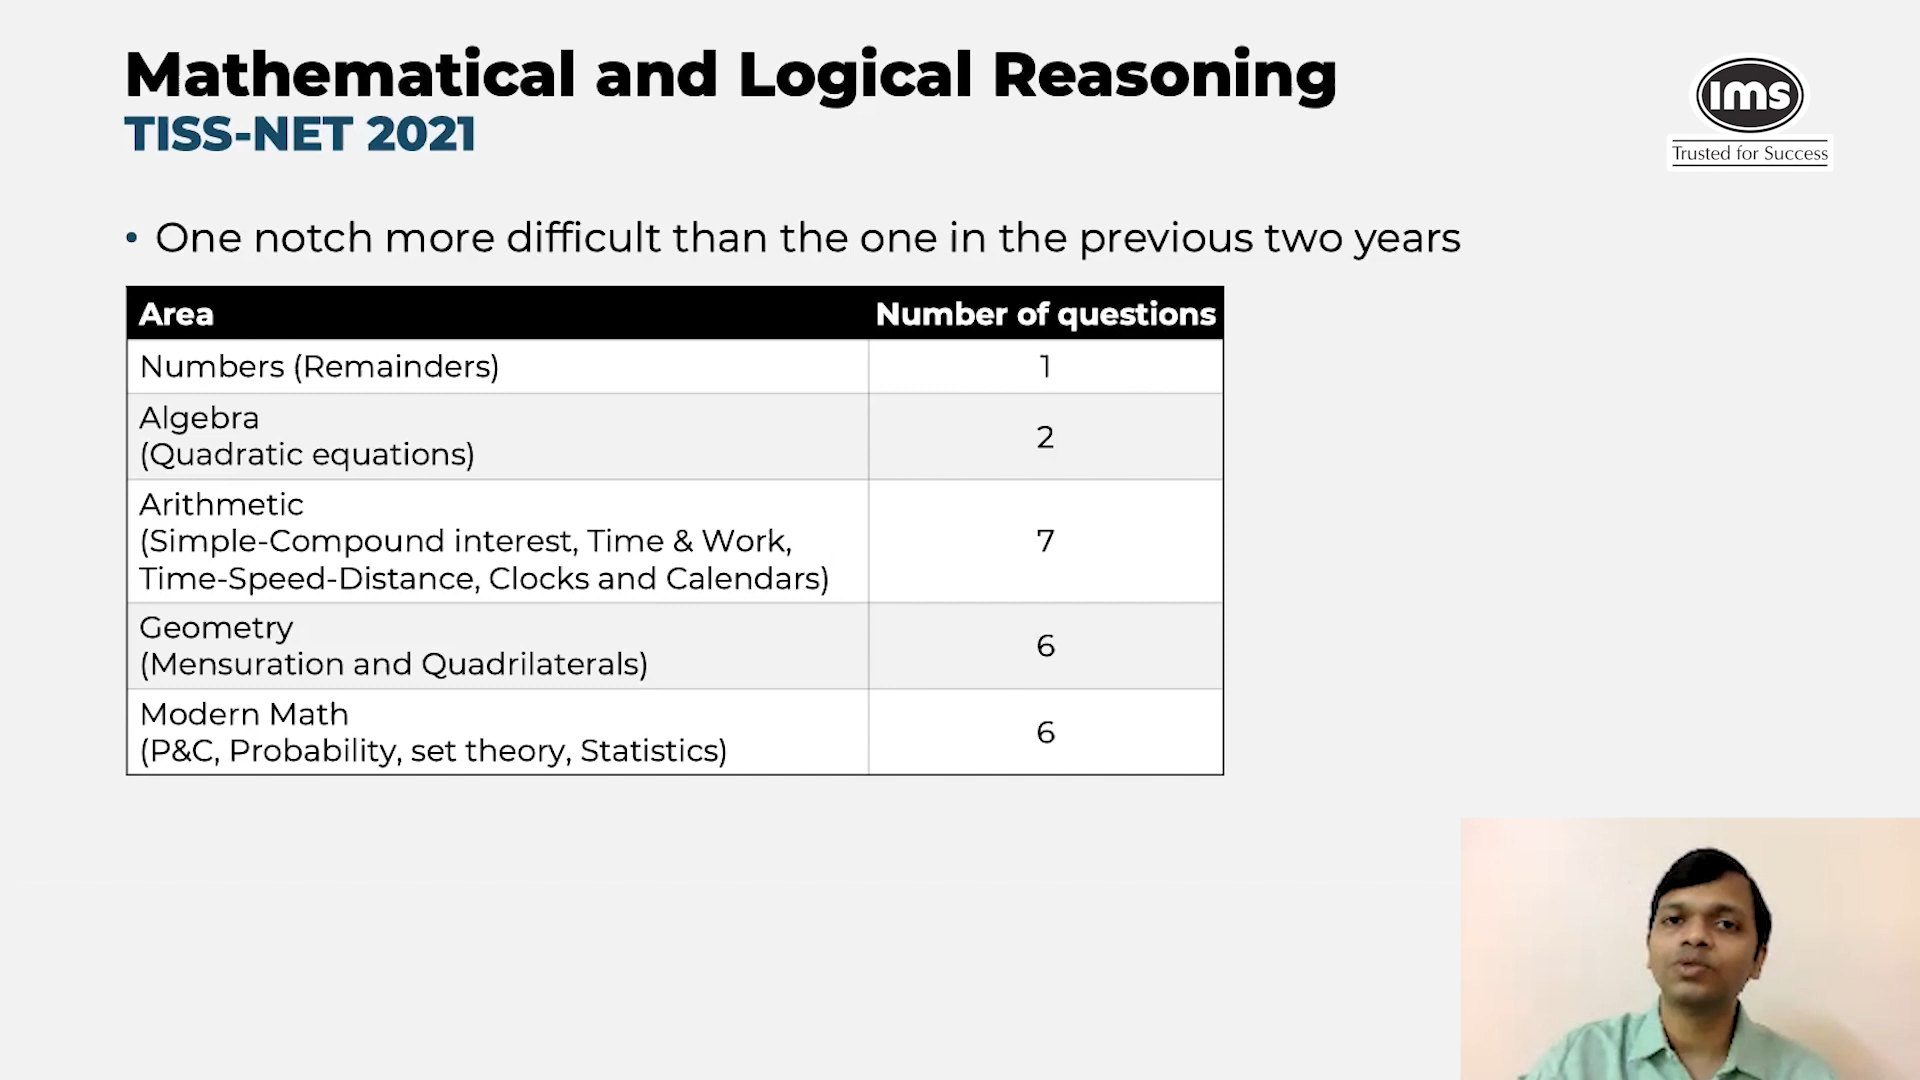 Mathematical and Logical Reasoning
TISS-NET 2021
ims
Trusted for Success
• One notch more difficult than the one in the previous two years
Area Number of questions
Numbers (Remainders) 1
Algebra
(Quadratic equations) 2
Arithmetic
(Simple-Compound interest, Time & Work,
Time-Speed-Distance, Clocks and Calendars) 7
Geometry
(Mensuration and Quadrilaterals) 6
Modern Math
(P&C, Probability, set theory, Statistics) 6